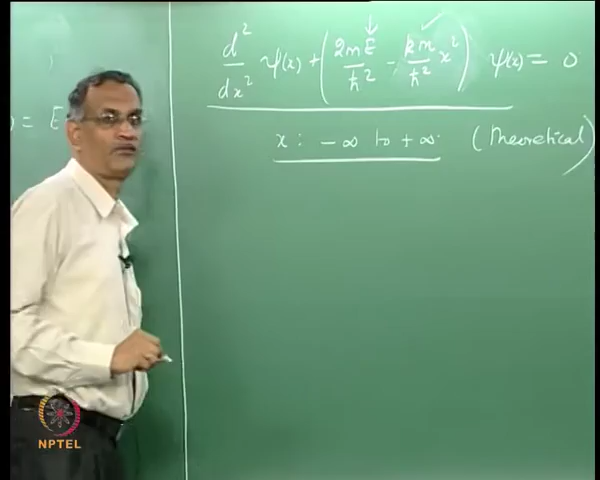 d²/dx² ψ(x) + (2mE/ħ² - km/ħ² x²) ψ(x) = 0
x : -∞ to +∞ (Theoretical)
) = E
NPTEL